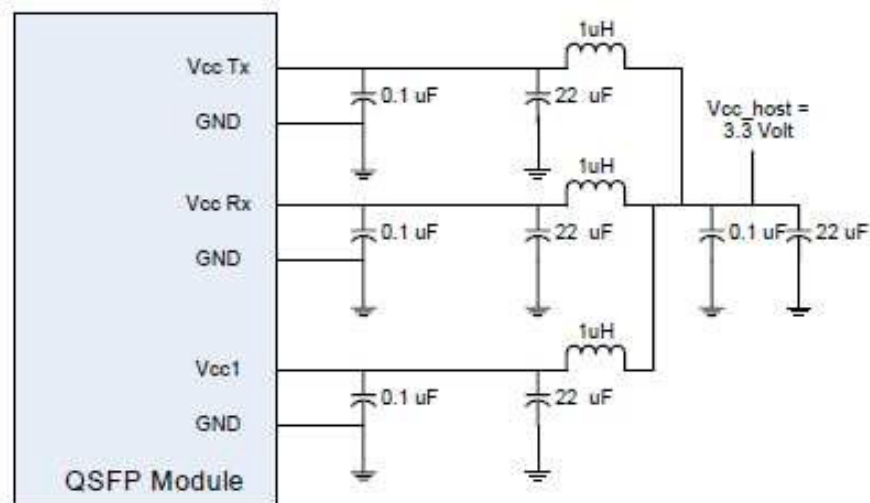 1uH
Vcc Tx
0.1 uF
22 uF
GND
Vcc_host =
3.3 Volt
1uH
Vcc Rx
0.1 uF
22 uF
0.1 uF
22 uF
GND
1uH
Vcc1
0.1 uF
22 uF
GND
QSFP Module